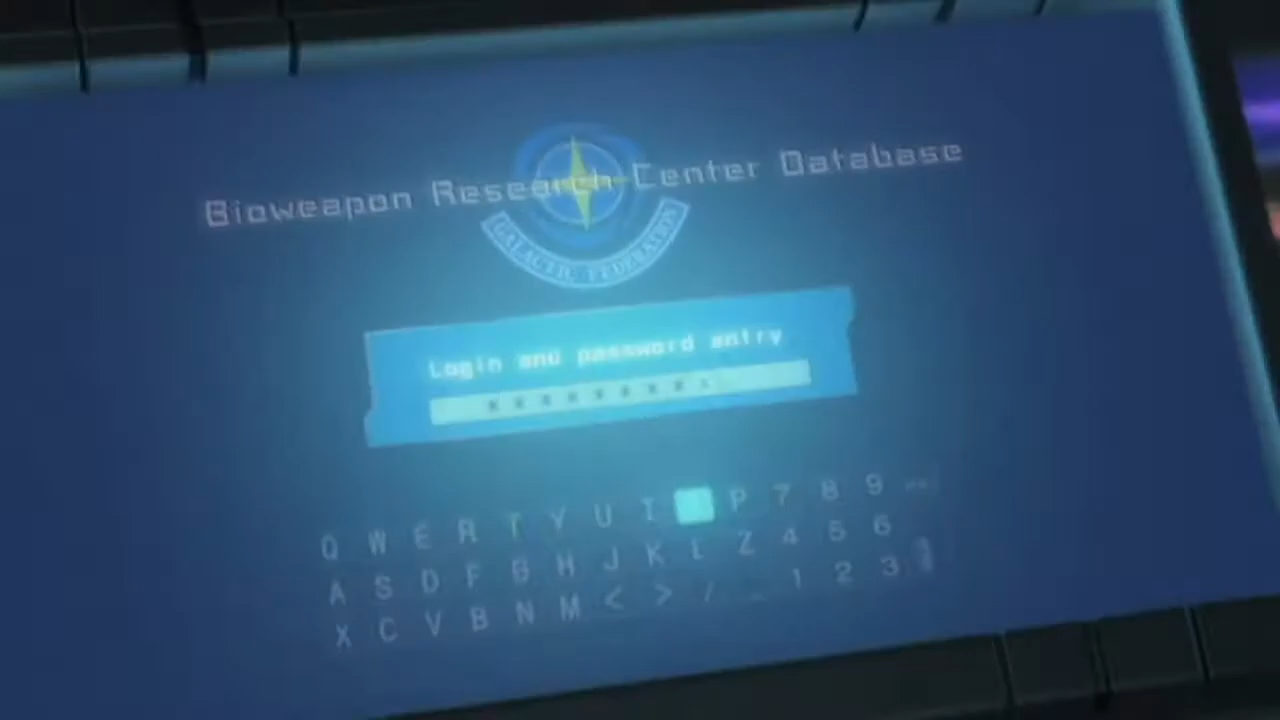 Bioweapon Research Center Database
GALACTIC FEDERATION
Login and password entry
*********
Q W E R T Y U I P 7 8 9
A S D F G H J K L Z 4 5 6
X C V B N M < > / _ 1 2 3